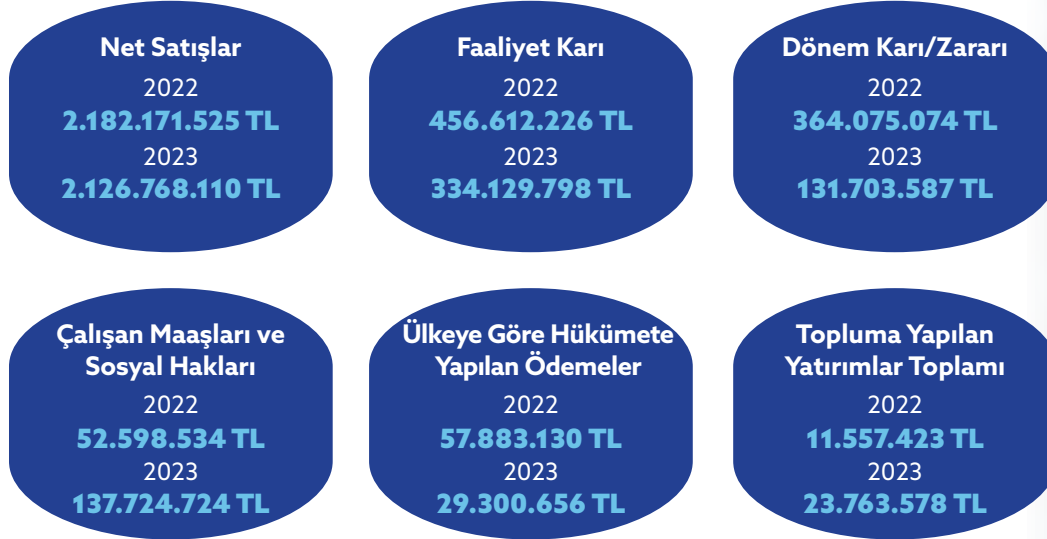 Net Satışlar
2022
2.182.171.525 TL
2023
2.126.768.110 TL
Faaliyet Karı
2022
456.612.226 TL
2023
334.129.798 TL
Dönem Karı/Zararı
2022
364.075.074 TL
2023
131.703.587 TL
Çalışan Maaşları ve
Sosyal Hakları
2022
52.598.534 TL
2023
137.724.724 TL
Ülkeye Göre Hükümete
Yapılan Ödemeler
2022
57.883.130 TL
2023
29.300.656 TL
Topluma Yapılan
Yatırımlar Toplamı
2022
11.557.423 TL
2023
23.763.578 TL